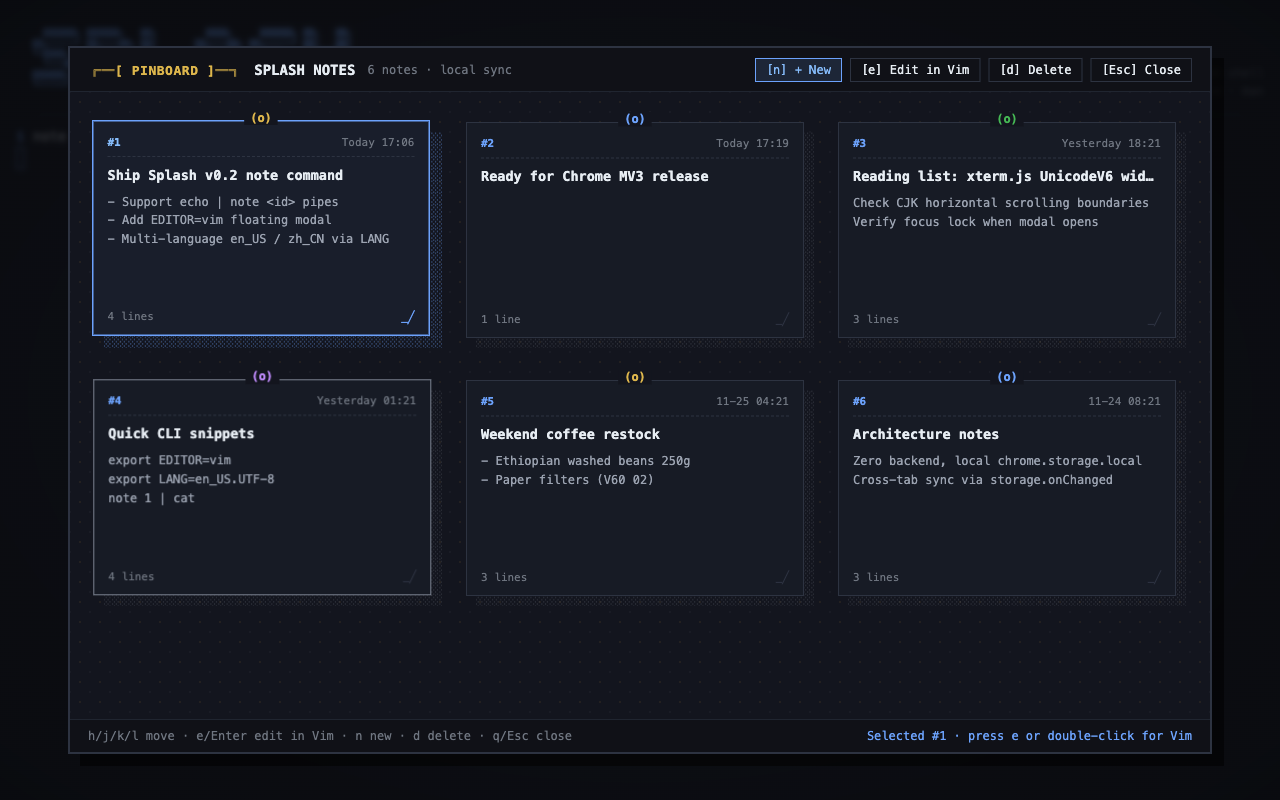 ┌──[ PINBOARD ]──┐ SPLASH NOTES 6 notes · local sync [n] + New [e] Edit in Vim [d] Delete [Esc] Close
(o)
#1 Today 17:06
Ship Splash v0.2 note command
– Support echo | note <id> pipes
– Add EDITOR=vim floating modal
– Multi-language en_US / zh_CN via LANG
4 lines
(o)
#2 Today 17:19
Ready for Chrome MV3 release
1 line
(o)
#3 Yesterday 18:21
Reading list: xterm.js UnicodeV6 wid…
Check CJK horizontal scrolling boundaries
Verify focus lock when modal opens
3 lines
(o)
#4 Yesterday 01:21
Quick CLI snippets
export EDITOR=vim
export LANG=en_US.UTF-8
note 1 | cat
4 lines
(o)
#5 11-25 04:21
Weekend coffee restock
– Ethiopian washed beans 250g
– Paper filters (V60 02)
3 lines
(o)
#6 11-24 08:21
Architecture notes
Zero backend, local chrome.storage.local
Cross-tab sync via storage.onChanged
3 lines
h/j/k/l move · e/Enter edit in Vim · n new · d delete · q/Esc close Selected #1 · press e or double-click for Vim